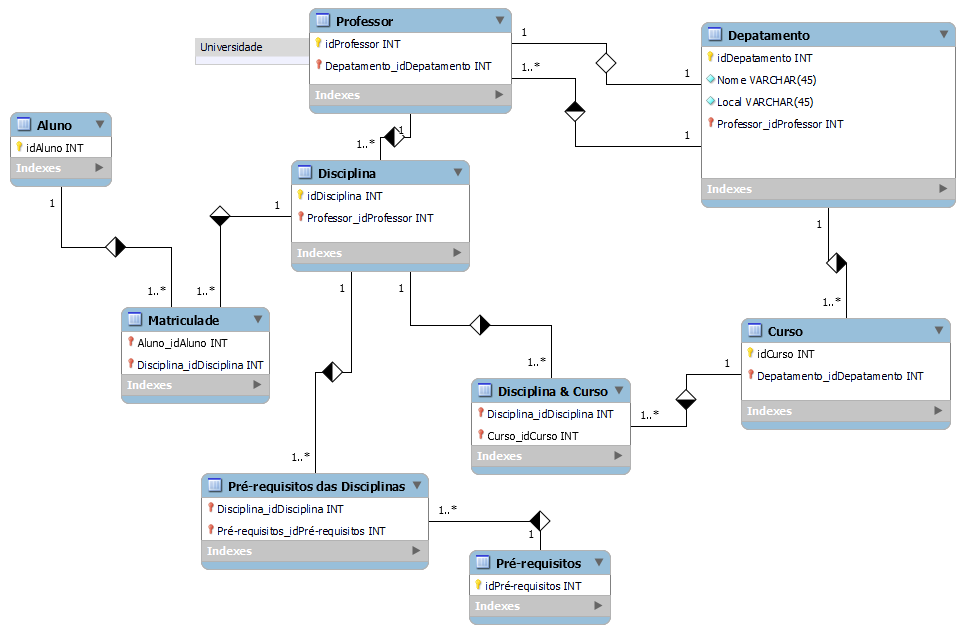 Universidade
Professor
idProfessor INT
Depatamento_idDepatamento INT
Indexes
1
1..*
1
1
Depatamento
idDepatamento INT
Nome VARCHAR(45)
Local VARCHAR(45)
Professor_idProfessor INT
Indexes
Aluno
idAluno INT
Indexes
1
1..*
Disciplina
idDisciplina INT
Professor_idProfessor INT
Indexes
1
1..*
1
1..*
1
1
1
1..*
Matriculade
Aluno_idAluno INT
Disciplina_idDisciplina INT
Indexes
Curso
idCurso INT
Depatamento_idDepatamento INT
Indexes
1
1..*
1..*
Disciplina & Curso
Disciplina_idDisciplina INT
Curso_idCurso INT
Indexes
1..*
1
1..*
Pré-requisitos das Disciplinas
Disciplina_idDisciplina INT
Pré-requisitos_idPré-requisitos INT
Indexes
1..*
1
Pré-requisitos
idPré-requisitos INT
Indexes